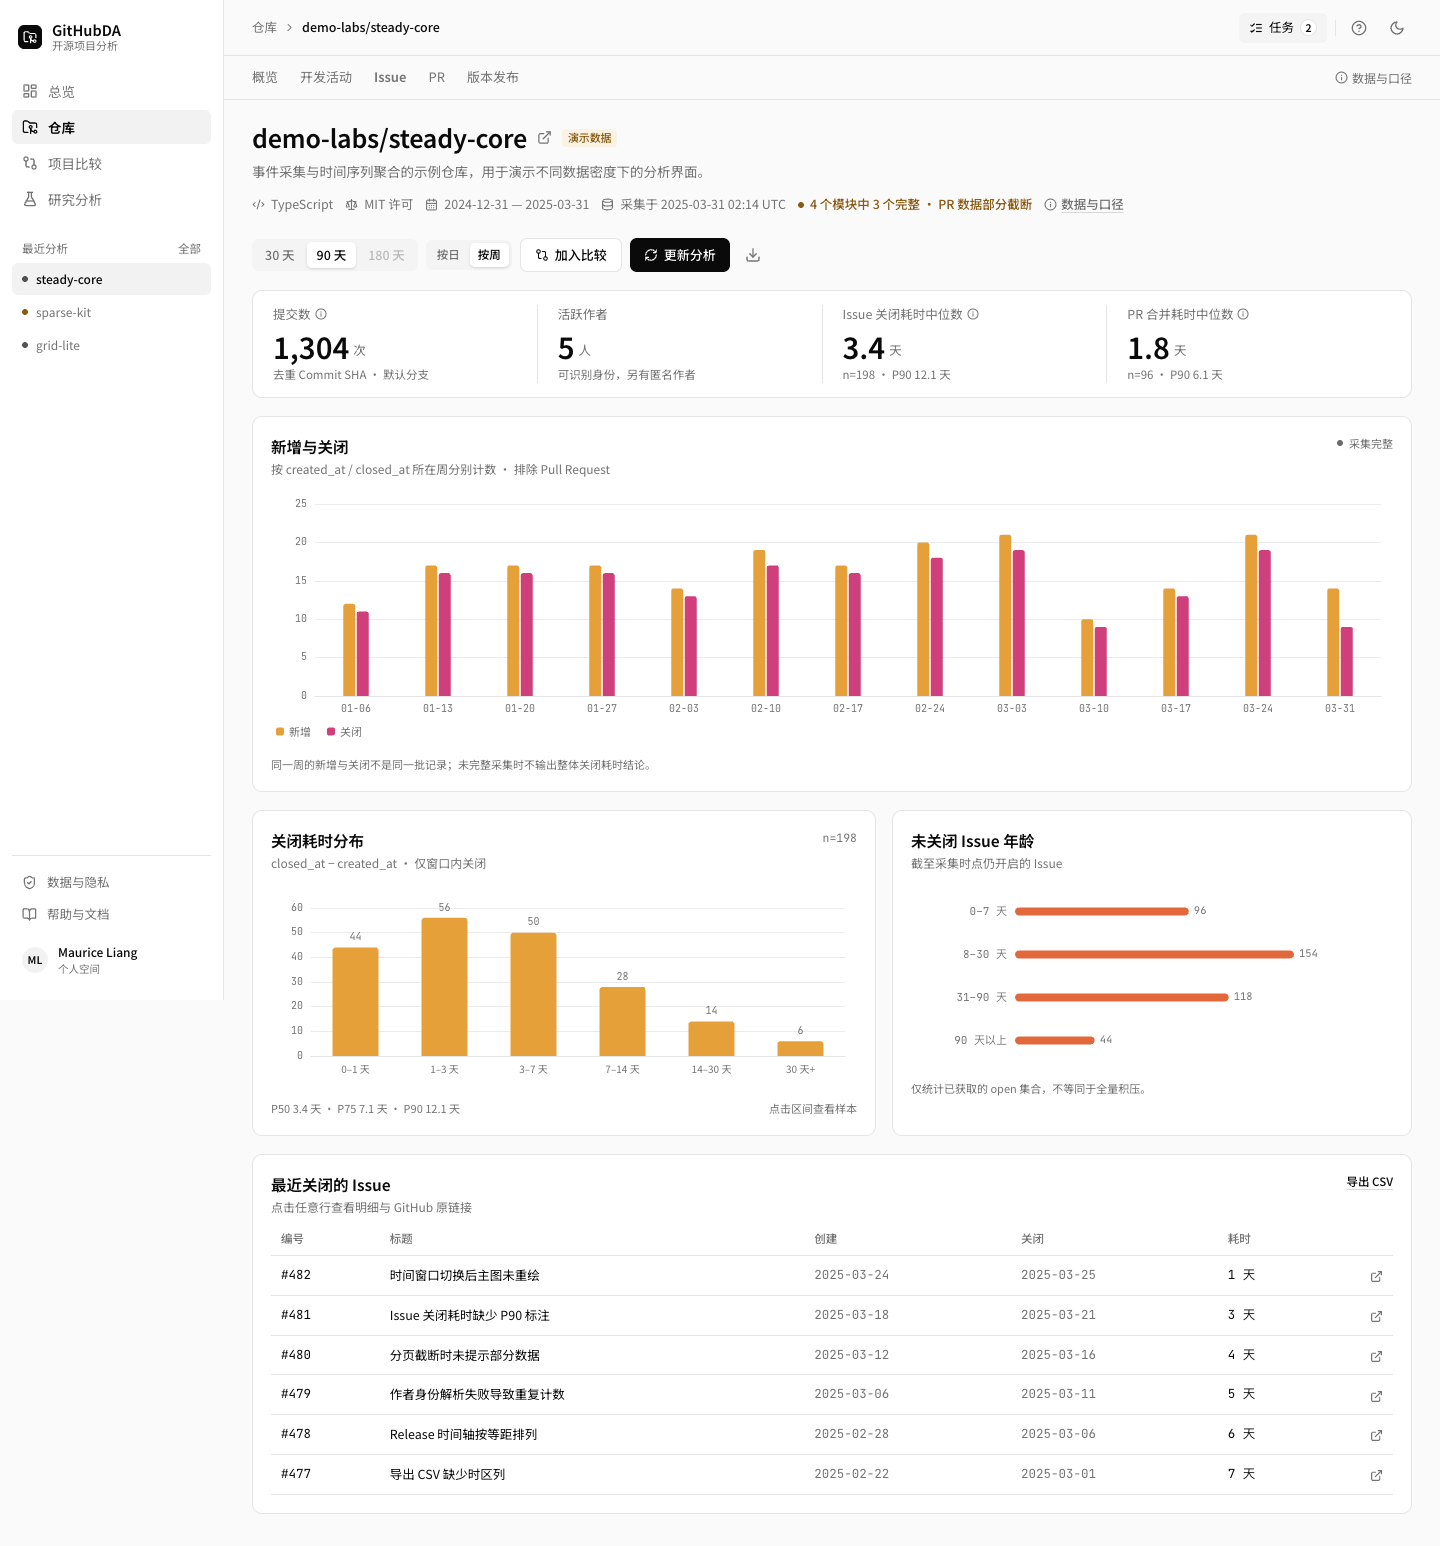 GitHubDA
开源项目分析
总览
仓库
项目比较
研究分析
最近分析 全部
steady-core
sparse-kit
grid-lite
数据与隐私
帮助与文档
ML Maurice Liang
个人空间
仓库 demo-labs/steady-core
任务 2
概览 开发活动 Issue PR 版本发布
数据与口径
demo-labs/steady-core 演示数据
事件采集与时间序列聚合的示例仓库，用于演示不同数据密度下的分析界面。
TypeScript MIT 许可 2024-12-31 — 2025-03-31 采集于 2025-03-31 02:14 UTC 4 个模块中 3 个完整 · PR 数据部分截断 数据与口径
30 天 90 天 180 天 按日 按周 加入比较 更新分析
提交数
1,304 次
去重 Commit SHA · 默认分支
活跃作者
5 人
可识别身份，另有匿名作者
Issue 关闭耗时中位数
3.4 天
n=198 · P90 12.1 天
PR 合并耗时中位数
1.8 天
n=96 · P90 6.1 天
新增与关闭
采集完整
按 created_at / closed_at 所在周分别计数 · 排除 Pull Request
25
20
15
10
5
0
01-06 01-13 01-20 01-27 02-03 02-10 02-17 02-24 03-03 03-10 03-17 03-24 03-31
新增 关闭
同一周的新增与关闭不是同一批记录；未完整采集时不输出整体关闭耗时结论。
关闭耗时分布
n=198
closed_at − created_at · 仅窗口内关闭
60
50
40
30
20
10
0
44 56 50 28 14 6
0–1 天 1–3 天 3–7 天 7–14 天 14–30 天 30 天+
P50 3.4 天 · P75 7.1 天 · P90 12.1 天
点击区间查看样本
未关闭 Issue 年龄
截至采集时点仍开启的 Issue
0–7 天 96
8–30 天 154
31–90 天 118
90 天以上 44
仅统计已获取的 open 集合，不等同于全量积压。
最近关闭的 Issue
导出 CSV
点击任意行查看明细与 GitHub 原链接
编号 标题 创建 关闭 耗时
#482 时间窗口切换后主图未重绘 2025-03-24 2025-03-25 1 天
#481 Issue 关闭耗时缺少 P90 标注 2025-03-18 2025-03-21 3 天
#480 分页截断时未提示部分数据 2025-03-12 2025-03-16 4 天
#479 作者身份解析失败导致重复计数 2025-03-06 2025-03-11 5 天
#478 Release 时间轴按等距排列 2025-02-28 2025-03-06 6 天
#477 导出 CSV 缺少时区列 2025-02-22 2025-03-01 7 天